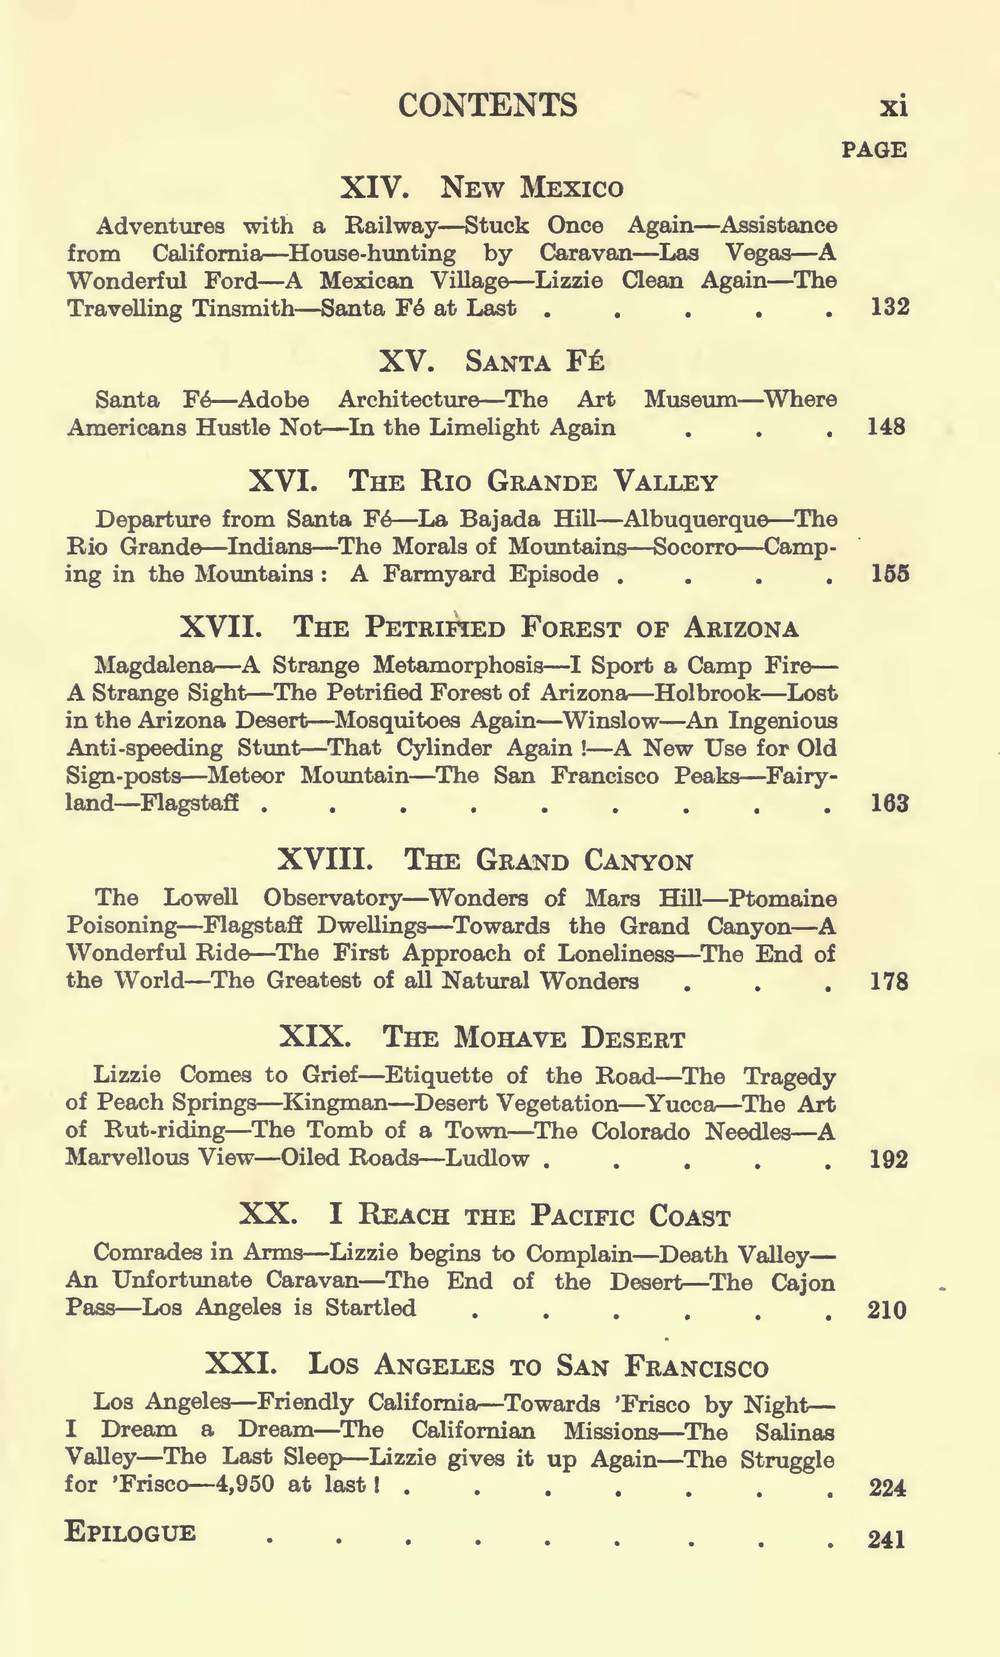 CONTENTS xi
PAGE
XIV. NEW MEXICO
Adventures with a Railway—Stuck Once Again—Assistance
from California—House-hunting by Caravan—Las Vegas—A
Wonderful Ford—A Mexican Village—Lizzie Clean Again—The
Travelling Tinsmith—Santa Fé at Last . . . . . 132
XV. SANTA FÉ
Santa Fé—Adobe Architecture—The Art Museum—Where
Americans Hustle Not—In the Limelight Again . . . 148
XVI. THE RIO GRANDE VALLEY
Departure from Santa Fé—La Bajada Hill—Albuquerque—The
Rio Grande—Indians—The Morals of Mountains—Socorro—Camp-
ing in the Mountains : A Farmyard Episode . . . . 155
XVII. THE PETRIFIED FOREST OF ARIZONA
Magdalena—A Strange Metamorphosis—I Sport a Camp Fire—
A Strange Sight—The Petrified Forest of Arizona—Holbrook—Lost
in the Arizona Desert—Mosquitoes Again—Winslow—An Ingenious
Anti-speeding Stunt—That Cylinder Again !—A New Use for Old
Sign-posts—Meteor Mountain—The San Francisco Peaks—Fairy-
land—Flagstaff . . . . . . . . . 163
XVIII. THE GRAND CANYON
The Lowell Observatory—Wonders of Mars Hill—Ptomaine
Poisoning—Flagstaff Dwellings—Towards the Grand Canyon—A
Wonderful Ride—The First Approach of Loneliness—The End of
the World—The Greatest of all Natural Wonders . . . 178
XIX. THE MOHAVE DESERT
Lizzie Comes to Grief—Etiquette of the Road—The Tragedy
of Peach Springs—Kingman—Desert Vegetation—Yucca—The Art
of Rut-riding—The Tomb of a Town—The Colorado Needles—A
Marvellous View—Oiled Roads—Ludlow . . . . . 192
XX. I REACH THE PACIFIC COAST
Comrades in Arms—Lizzie begins to Complain—Death Valley—
An Unfortunate Caravan—The End of the Desert—The Cajon
Pass—Los Angeles is Startled . . . . . . 210
XXI. LOS ANGELES TO SAN FRANCISCO
Los Angeles—Friendly California—Towards 'Frisco by Night—
I Dream a Dream—The Californian Missions—The Salinas
Valley—The Last Sleep—Lizzie gives it up Again—The Struggle
for 'Frisco—4,950 at last ! . . . . . . . 224
EPILOGUE . . . . . . . . . 241